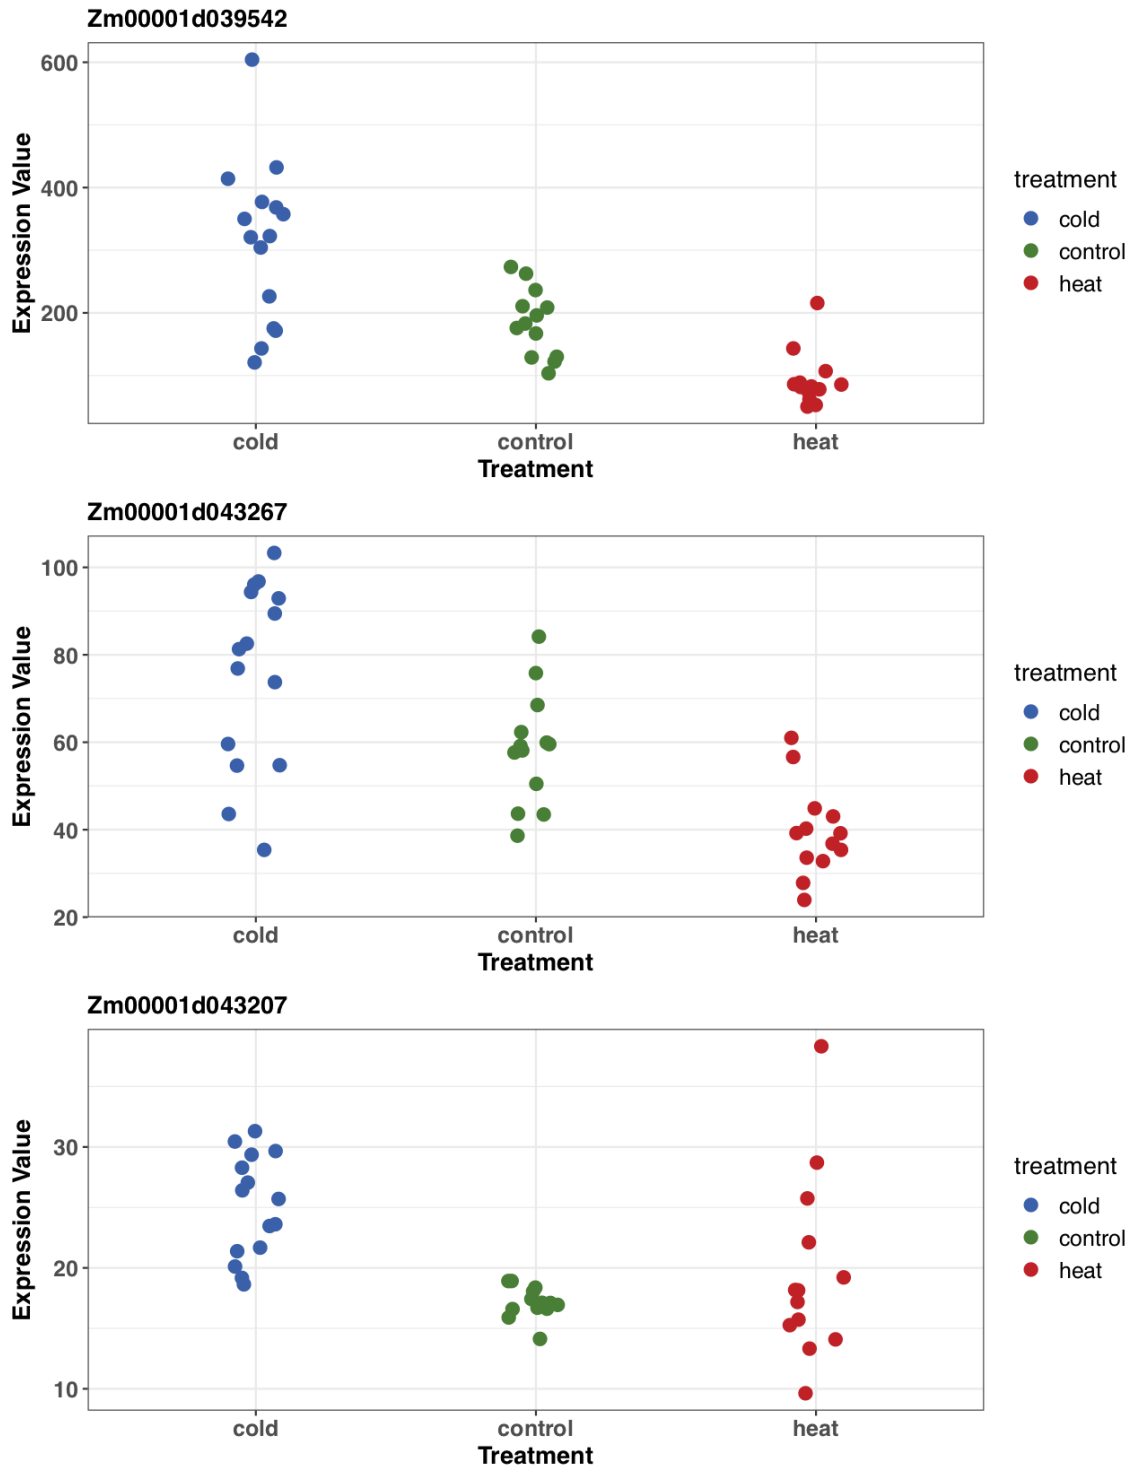 Zm00001d039542
600
400
200
Expression Value
cold control heat
Treatment
treatment
cold
control
heat
Zm00001d043267
100
80
60
40
20
Expression Value
cold control heat
Treatment
treatment
cold
control
heat
Zm00001d043207
30
20
10
Expression Value
cold control heat
Treatment
treatment
cold
control
heat